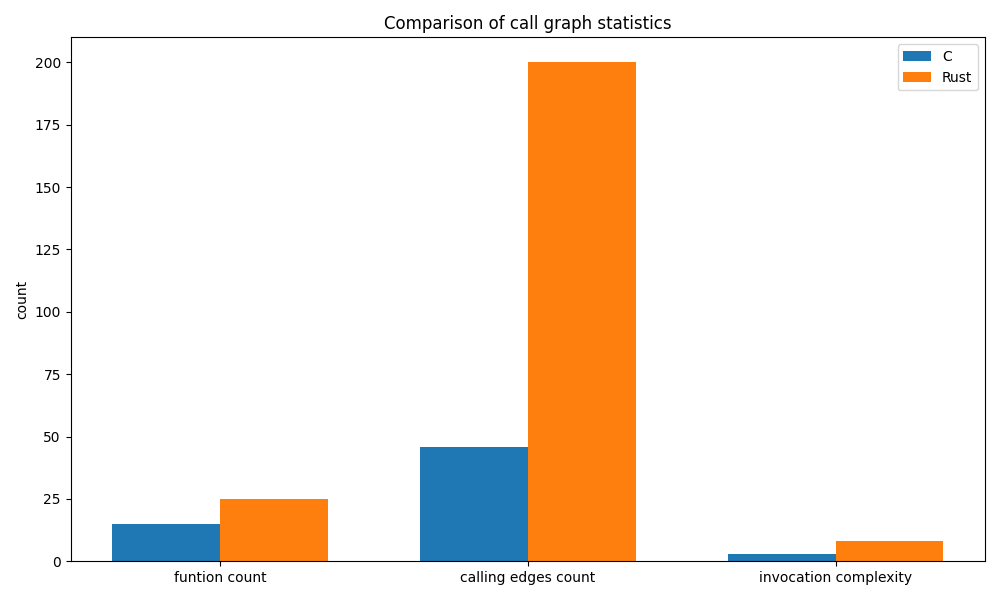 Comparison of call graph statistics
C
Rust
count
200
175
150
125
100
75
50
25
0
funtion count
calling edges count
invocation complexity